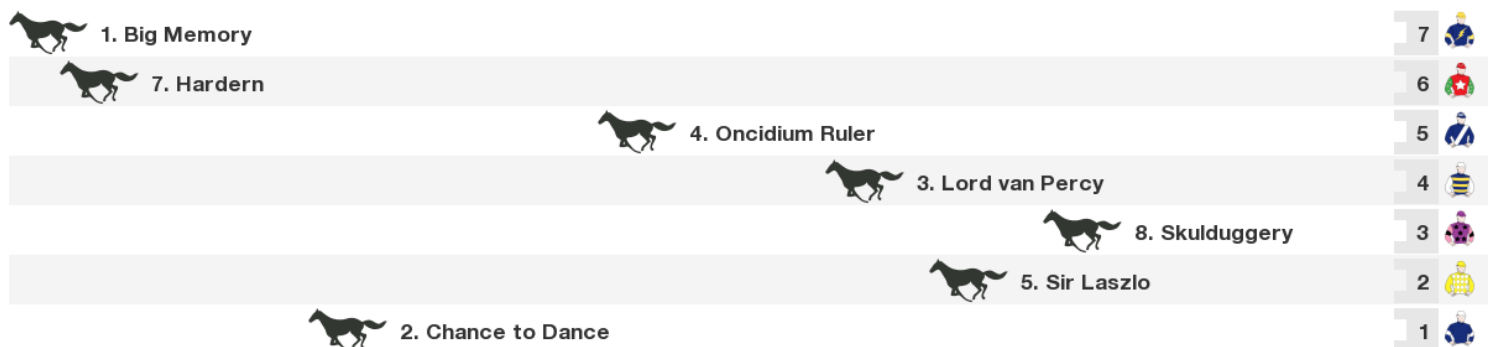 1. Big Memory 7
7. Hardern 6
4. Oncidium Ruler 5
3. Lord van Percy 4
8. Skulduggery 3
5. Sir Laszlo 2
2. Chance to Dance 1